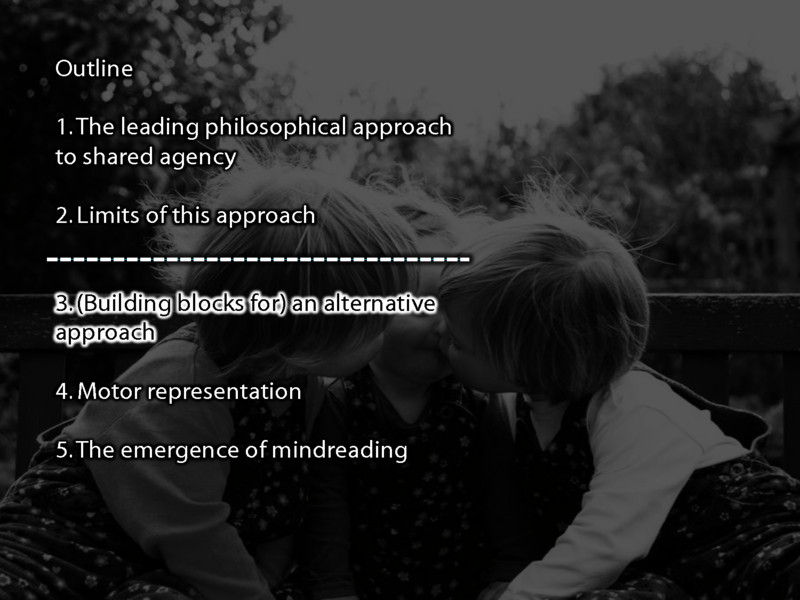 Outline
1. The leading philosophical approach
to shared agency
2. Limits of this approach
3. (Building blocks for) an alternative
approach
4. Motor representation
5. The emergence of mindreading